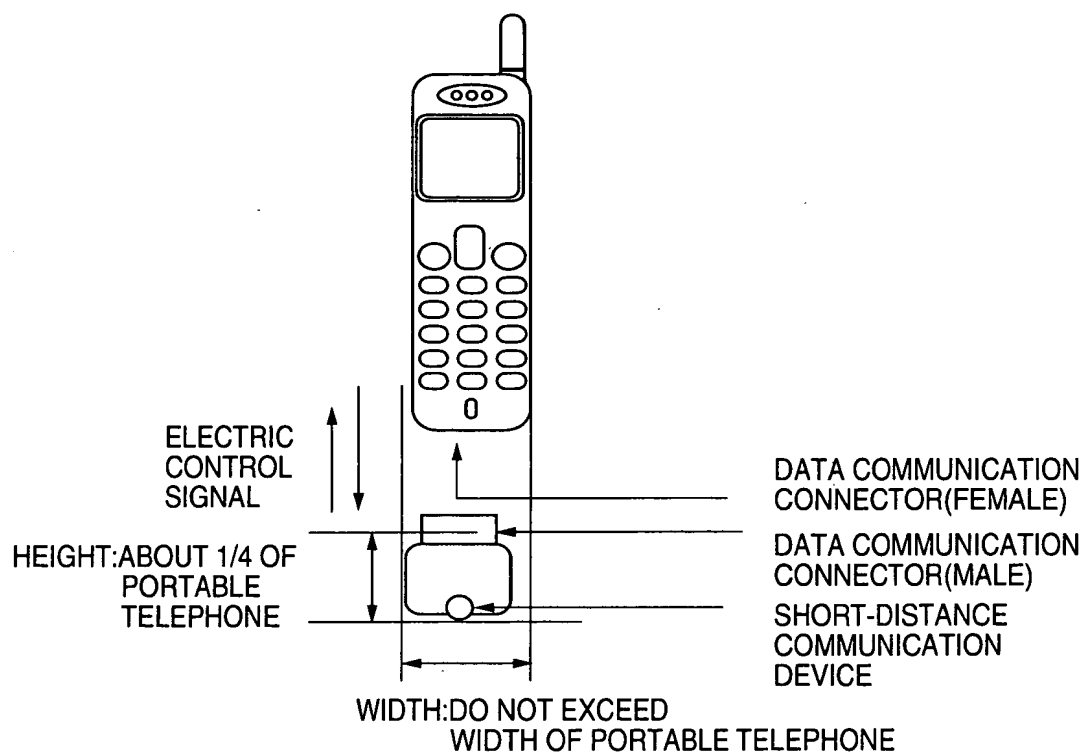 ELECTRIC
CONTROL
SIGNAL
HEIGHT:ABOUT 1/4 OF
PORTABLE
TELEPHONE
DATA COMMUNICATION
CONNECTOR(FEMALE)
DATA COMMUNICATION
CONNECTOR(MALE)
SHORT-DISTANCE
COMMUNICATION
DEVICE
WIDTH:DO NOT EXCEED
WIDTH OF PORTABLE TELEPHONE